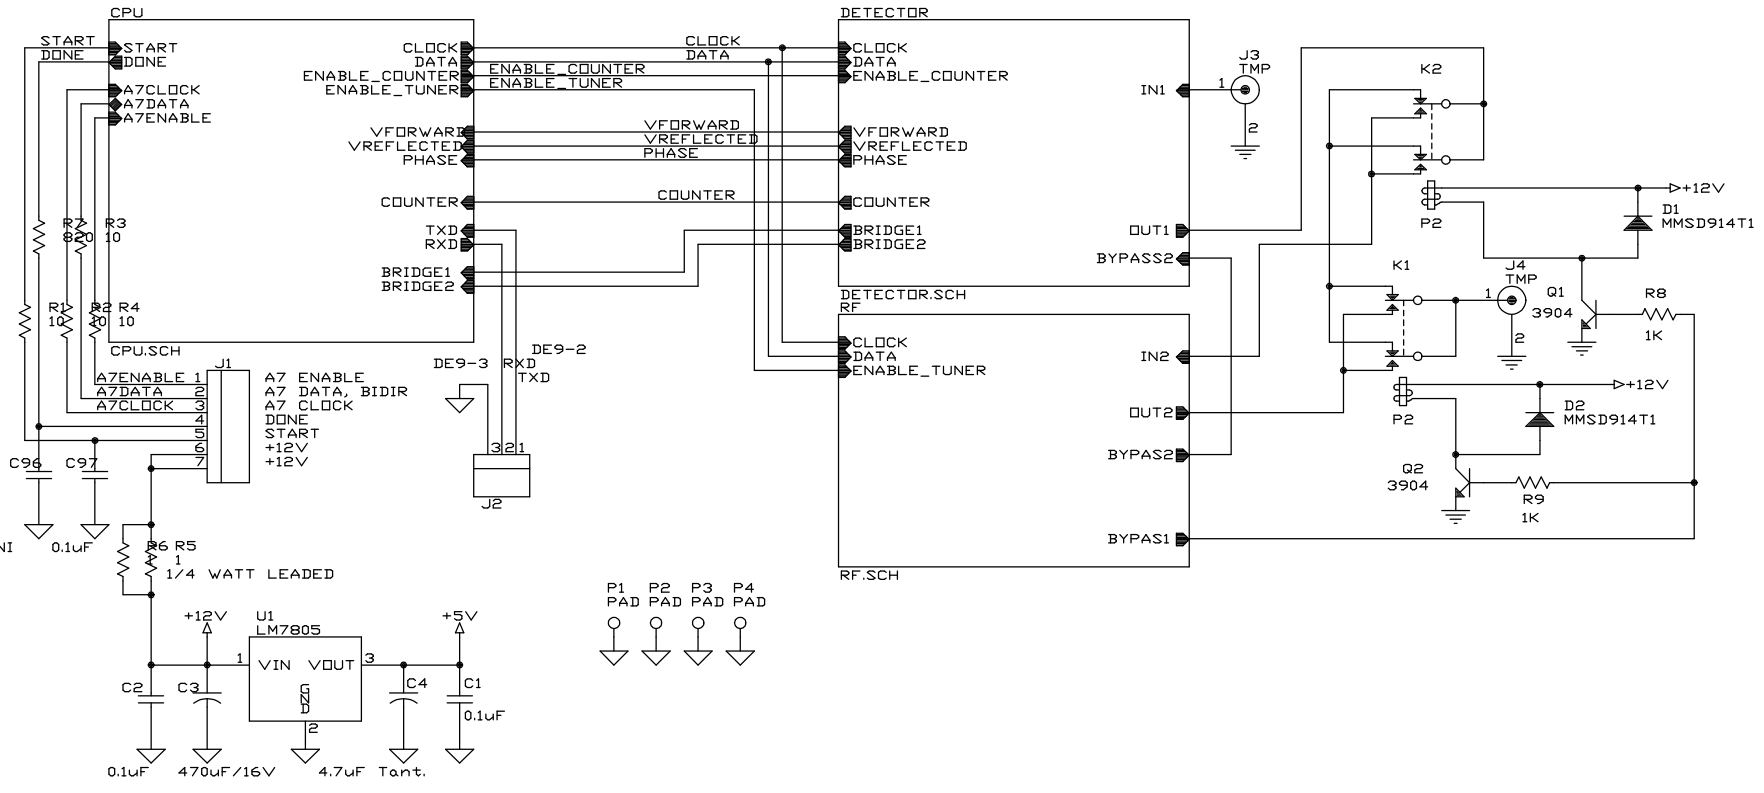 CPU
START
DONE
START
DONE
A7CLOCK
A7DATA
A7ENABLE
CLOCK
DATA
ENABLE_COUNTER
ENABLE_TUNER
VFORWARD
VREFLECTED
PHASE
COUNTER
TXD
RXD
BRIDGE1
BRIDGE2
CPU.SCH
CLOCK
DATA
ENABLE_COUNTER
ENABLE_TUNER
VFORWARD
VREFLECTED
PHASE
COUNTER
DETECTOR
CLOCK
DATA
ENABLE_COUNTER
VFORWARD
VREFLECTED
PHASE
COUNTER
BRIDGE1
BRIDGE2
IN1
OUT1
BYPASS2
DETECTOR.SCH
RF
CLOCK
DATA
ENABLE_TUNER
IN2
OUT2
BYPAS2
BYPAS1
RF.SCH
J3
TMP
1
2
K2
P2
+12V
D1
MMSD914T1
K1
J4
TMP
1
2
Q1
3904
R8
1K
P2
+12V
D2
MMSD914T1
Q2
3904
R9
1K
R7
820
R3
10
R1
10
R2
10
R4
10
J1
A7ENABLE 1
A7DATA 2
A7CLOCK 3
4
5
6
7
A7 ENABLE
A7 DATA, BIDIR
A7 CLOCK
DONE
START
+12V
+12V
DE9-3 RXD
DE9-2
TXD
3 2 1
J2
C96
C97
NI
0.1uF
R6 R5
1 1
1/4 WATT LEADED
+12V
U1
LM7805
+5V
1
VIN
VOUT
3
GND
2
C2
C3
C4
C1
0.1uF
0.1uF
470uF/16V
4.7uF Tant.
P1 P2 P3 P4
PAD PAD PAD PAD